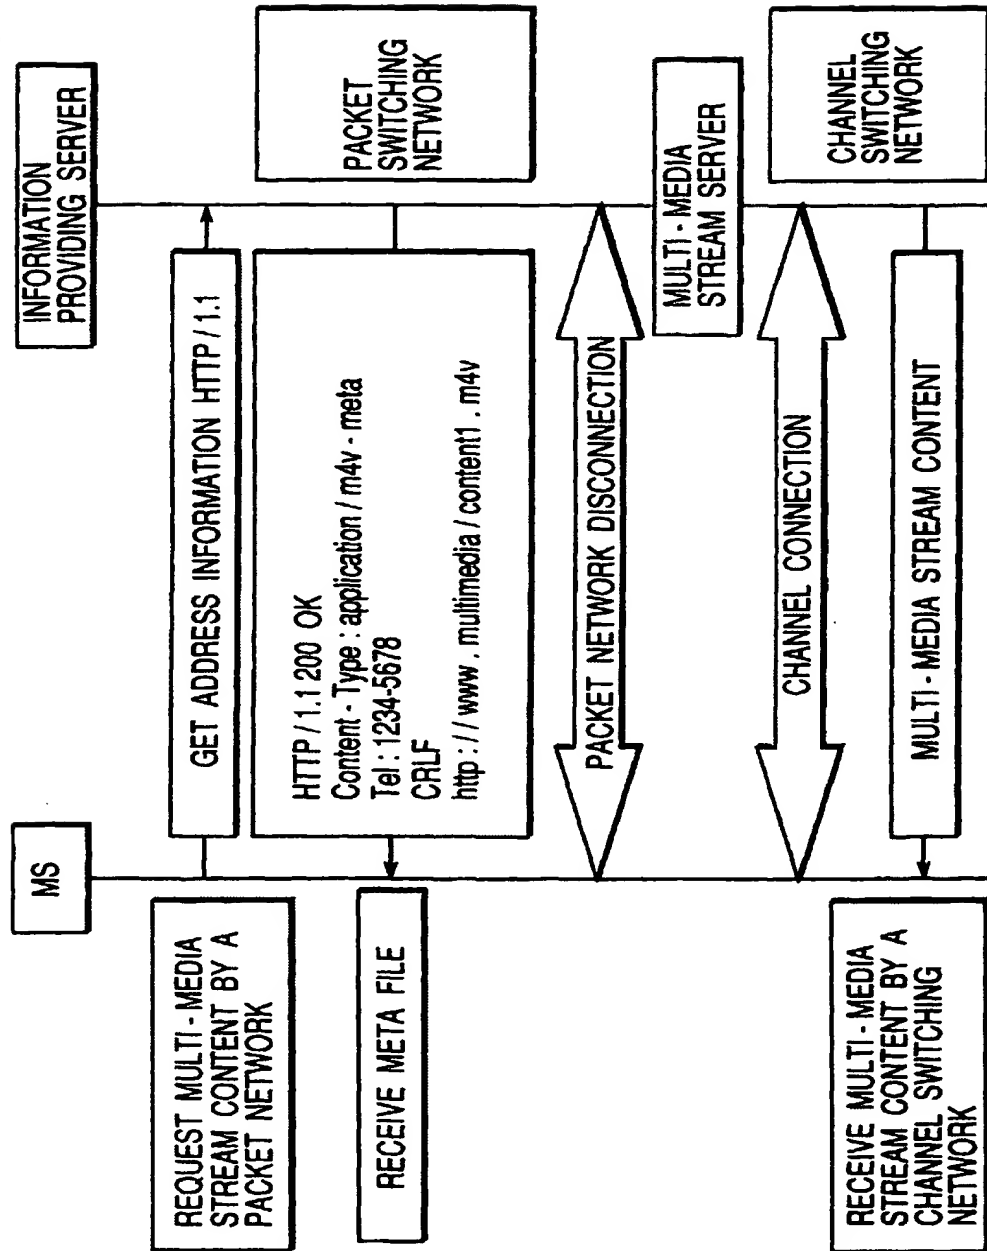 MS
INFORMATION
PROVIDING SERVER
REQUEST MULTI-MEDIA
STREAM CONTENT BY A
PACKET NETWORK
GET ADDRESS INFORMATION HTTP / 1.1
PACKET
SWITCHING
NETWORK
RECEIVE META FILE
HTTP / 1.1 200 OK
Content - Type : application / m4v - meta
Tel : 1234-5678
CRLF
http : / / www . multimedia / content1 . m4v
PACKET NETWORK DISCONNECTION
MULTI - MEDIA
STREAM SERVER
CHANNEL CONNECTION
CHANNEL
SWITCHING
NETWORK
RECEIVE MULTI - MEDIA
STREAM CONTENT BY A
CHANNEL SWITCHING
NETWORK
MULTI - MEDIA STREAM CONTENT